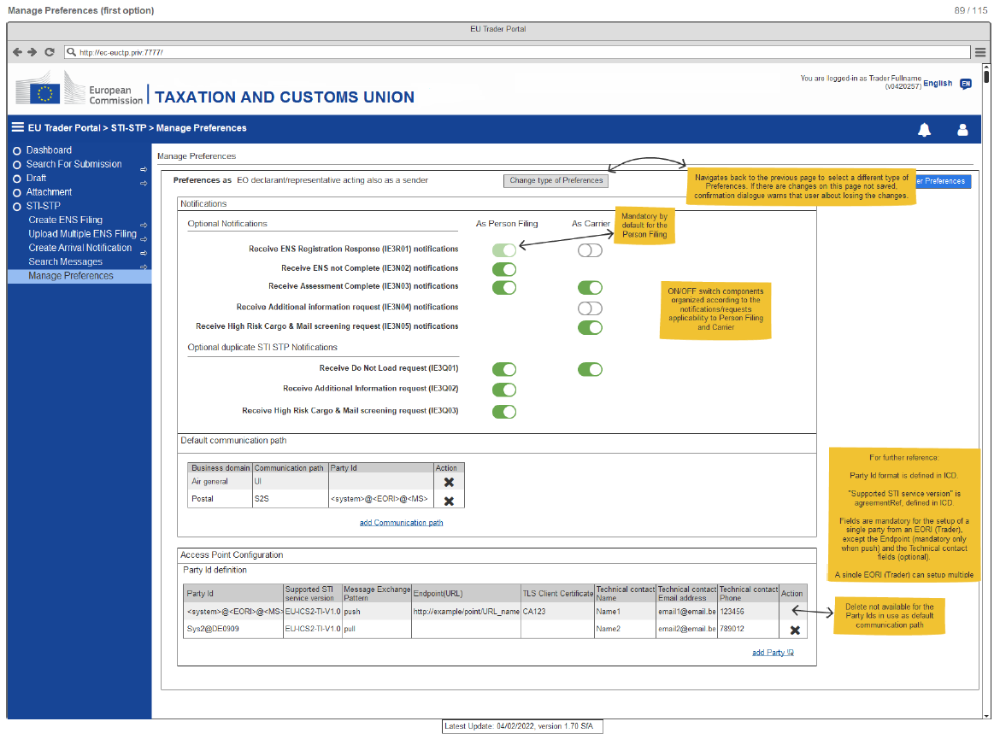 Manage Preferences (first option)
89 / 115
EU Trader Portal
http://ec-euctp.priv:7777/
European
Commission
TAXATION AND CUSTOMS UNION
You are llogged-in as Trader Fullname
(v0420257)
English
EN
EU Trader Portal > STI-STP > Manage Preferences
Dashboard
Search For Submission
Draft
Attachment
STI-STP
Create ENS Filing
Upload Multiple ENS Filing
Create Arrival Notification
Search Messages
Manage Preferences
Manage Preferences
Preferences as EO declarant/representative acting also as a sender
Change type of Preferences
Navigates back to the previous page to select a different type of
Preferences. If there are changes on this page not saved,
confirmation dialogue warns that user about losing the changes.
Preferences
Notifications
Optional Notifications
As Person Filing
As Carrier
Mandatory by
default for the
Person Filing
Receive ENS Registration Response (IE3R01) notifications
Receive ENS not Complete (IE3N02) notifications
Receive Assessment Complete (IE3N03) notifications
Receive Additional information request (IE3N04) notifications
Receive High Risk Cargo & Mail screening request (IE3N05) notifications
ON/OFF switch components
organized according to the
notifications/requests
applicability to Person Filing
and Carrier
Optional duplicate STI STP Notifications
Receive Do Not Load request (IE3Q01)
Receive Additional Information request (IE3Q02)
Receive High Risk Cargo & Mail screening request (IE3Q03)
Default communication path
Business domain Communication path Party Id Action
Air general UI
Postal S2S <system>@<EORI>@<MS>
add Communication path
For further reference:
Party Id format is defined in ICD.
"Supported STI service version" is
agreementRef, defined in ICD.
Fields are mandatory for the setup of a
single party from an EORI (Trader),
except the Endpoint (mandatory only
when push) and the Technical contact
fields (optional).
A single EORI (Trader) can setup multiple
Access Point Configuration
Party Id definition
Party Id Supported STI service version Message Exchange Pattern Endpoint(URL) TLS Client Certificate Technical contact Name Technical contact Email address Technical contact Phone Action
<system>@<EORI>@<MS> EU-ICS2-TI-V1.0 push http://example/point/URL_name CA123 Name1 email1@email.be 123456
Sys2@DE0909 EU-ICS2-TI-V1.0 pull Name2 email2@email.be 789012
Delete not available for the
Party Ids in use as default
communication path
add Party
Latest Update: 04/02/2022, version 1.70 SfA